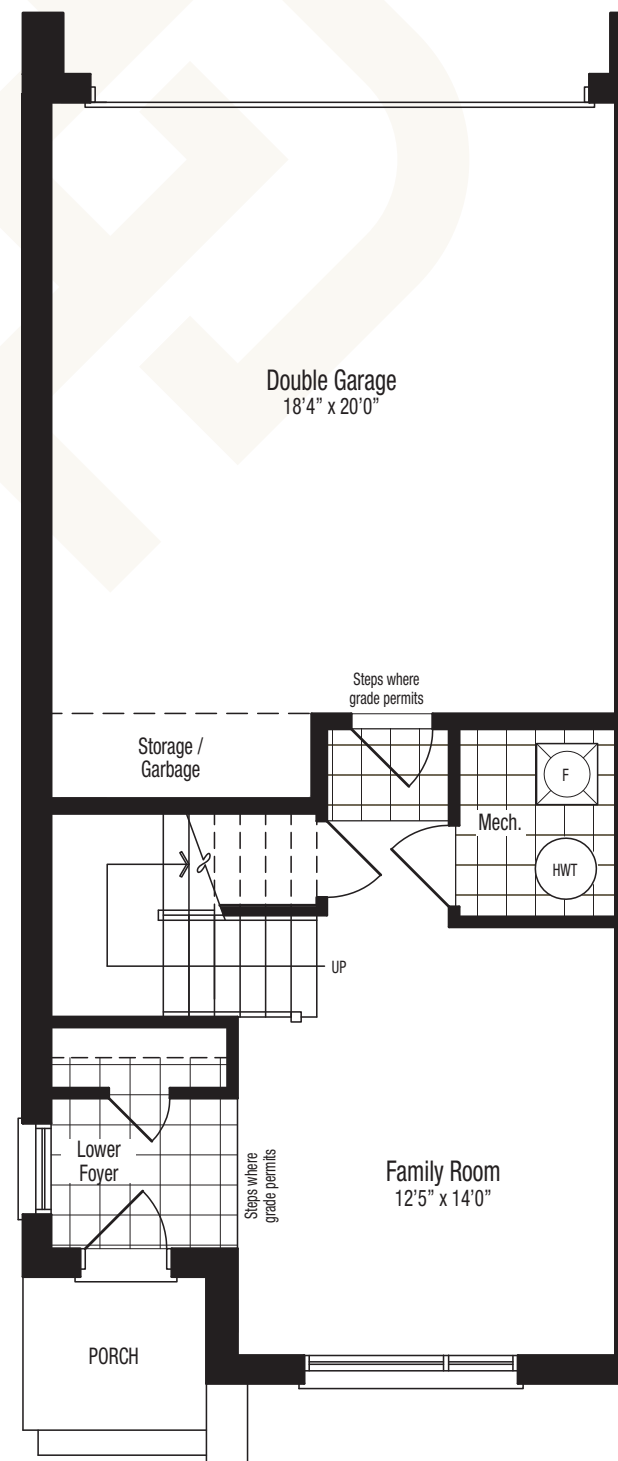 Double Garage
18'4” x 20'0”
Steps where
grade permits
Storage /
Garbage
F
Mech.
HWT
UP
Lower
Foyer
Steps where
grade permits
Family Room
12'5” x 14'0”
PORCH